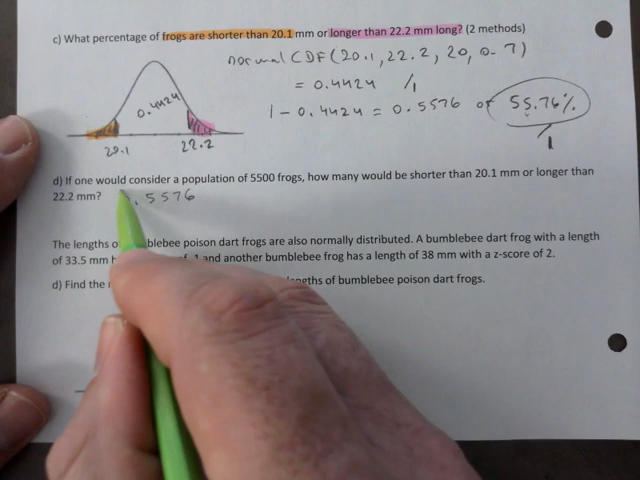 c) What percentage of frogs are shorter than 20.1 mm or longer than 22.2 mm long? (2 methods)
normal CDF (20.1, 22.2, 20, 0.7)
= 0.4424
1 - 0.4424 = 0.5576 or 55.76%
0.4424
20.1 22.2
d) If one would consider a population of 5500 frogs, how many would be shorter than 20.1 mm or longer than
22.2 mm? .5576
The lengths o blebee poison dart frogs are also normally distributed. A bumblebee dart frog with a length
of 33.5 mm 1 and another bumblebee frog has a length of 38 mm with a z-score of 2.
d) Find the engths of bumblebee poison dart frogs.